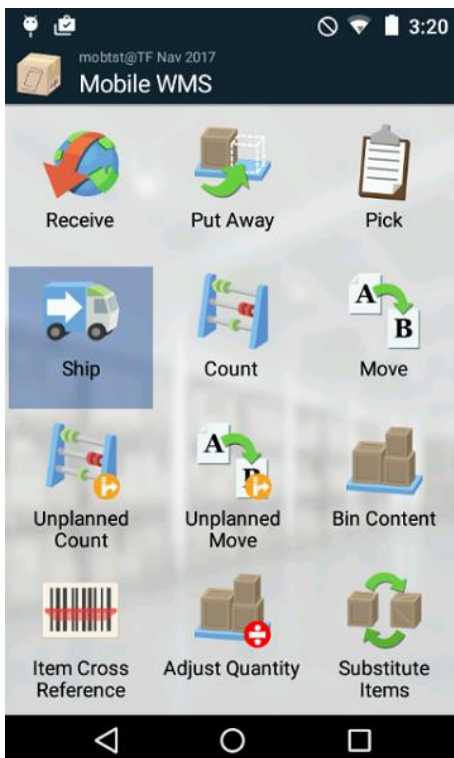 3:20
mobtst@TF Nav 2017
Mobile WMS
Receive
Put Away
Pick
Ship
Count
A
B
Move
Unplanned
Count
A
B
Unplanned
Move
Bin Content
Item Cross
Reference
Adjust Quantity
Substitute
Items